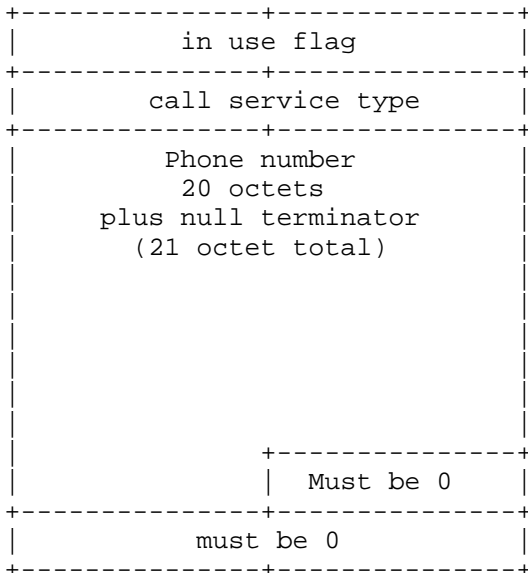 in use flag
call service type
Phone number
20 octets
plus null terminator
(21 octet total)
Must be 0
must be 0